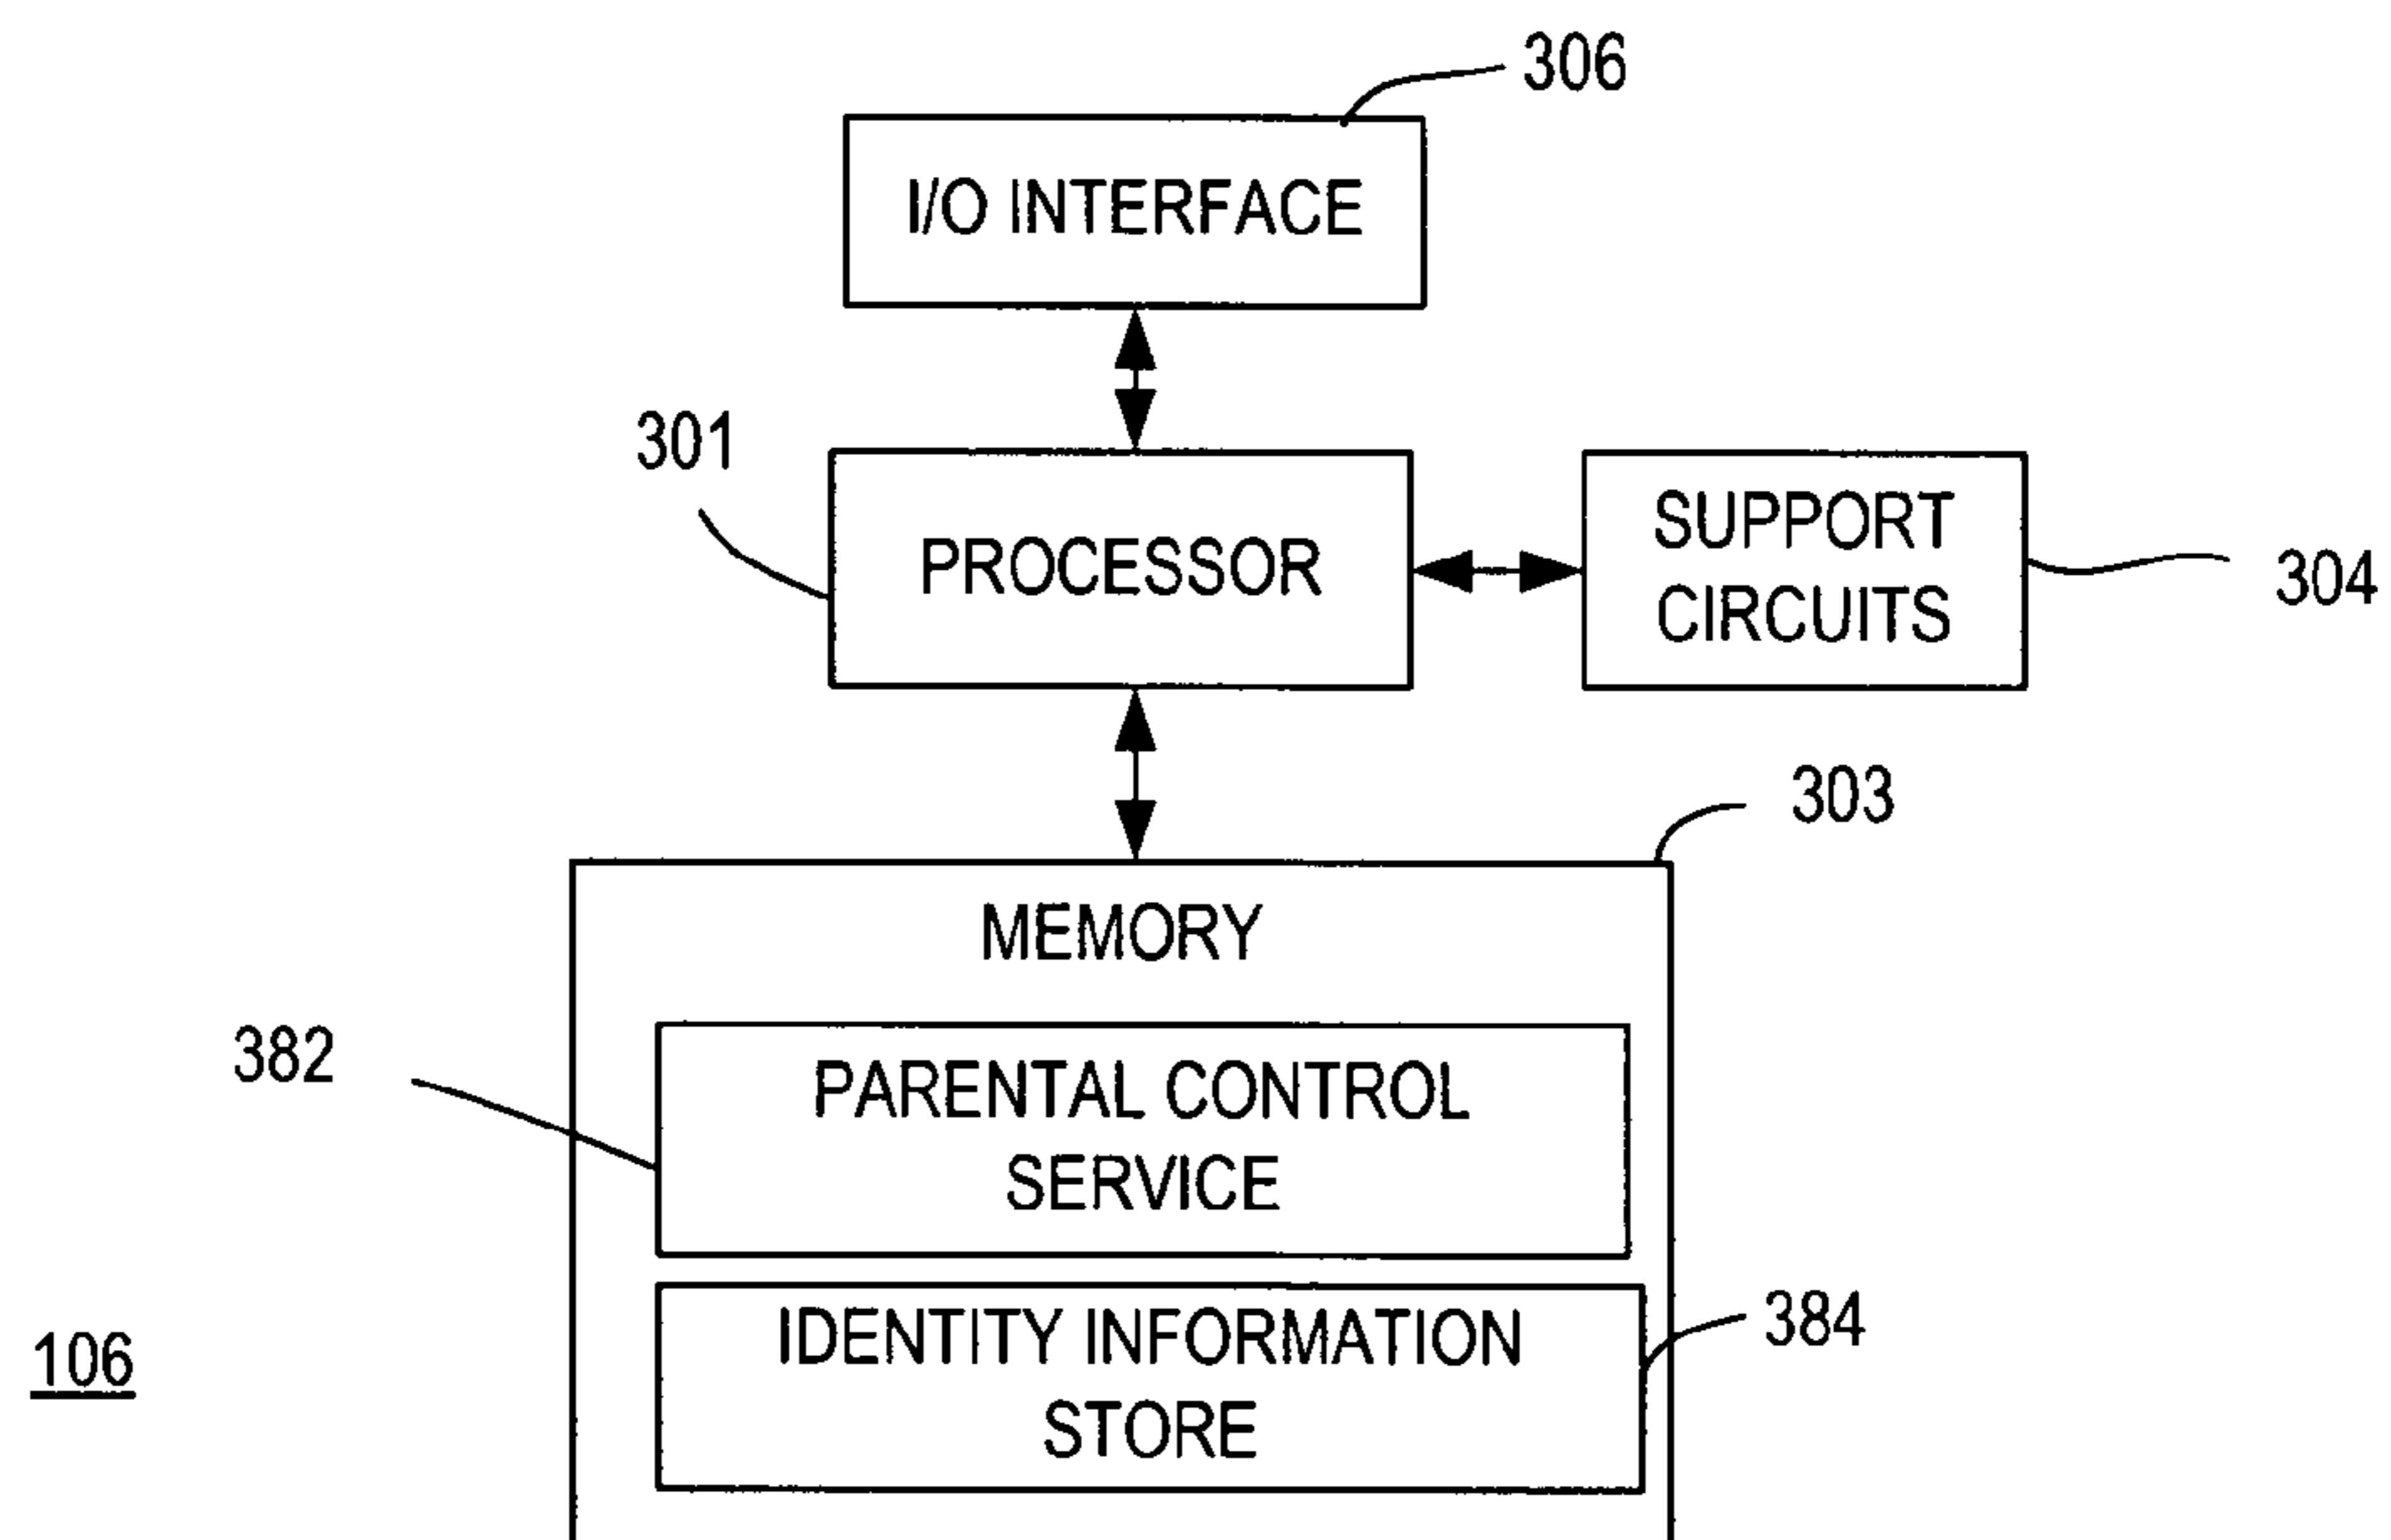 306
I/O INTERFACE
301
PROCESSOR
SUPPORT
CIRCUITS
304
303
MEMORY
382
PARENTAL CONTROL
SERVICE
IDENTITY INFORMATION
STORE
384
106